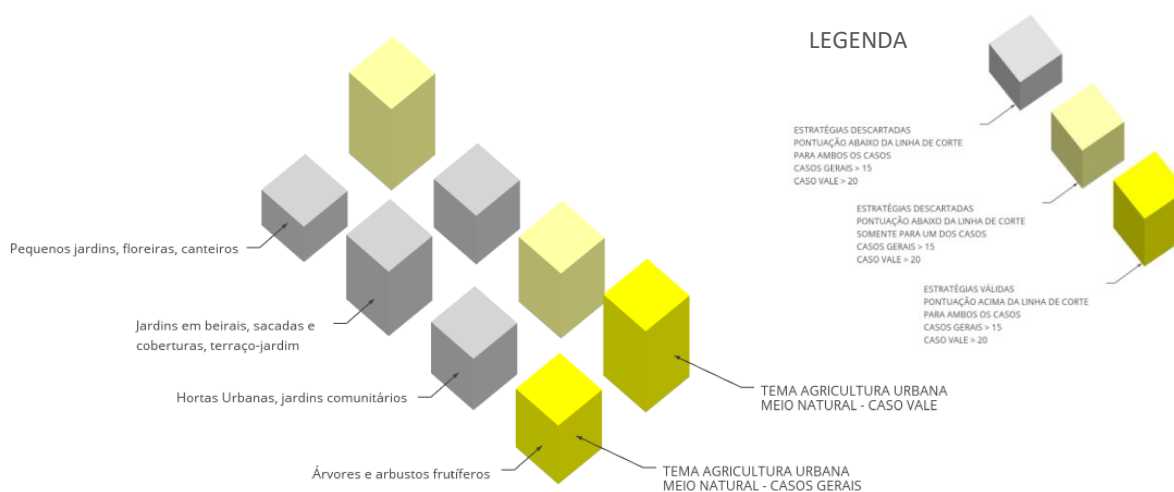 LEGENDA
ESTRATÉGIAS DESCARTADAS
PONTUAÇÃO ABAIXO DA LINHA DE CORTE
PARA AMBOS OS CASOS
CASOS GERAIS > 15
CASO VALE > 20
ESTRATÉGIAS DESCARTADAS
PONTUAÇÃO ABAIXO DA LINHA DE CORTE
SOMENTE PARA UM DOS CASOS
CASOS GERAIS > 15
CASO VALE > 20
ESTRATÉGIAS VÁLIDAS
PONTUAÇÃO ACIMA DA LINHA DE CORTE
PARA AMBOS OS CASOS
CASOS GERAIS > 15
CASO VALE > 20
Pequenos jardins, floreiras, canteiros
Jardins em beirais, sacadas e
coberturas, terraço-jardim
Hortas Urbanas, jardins comunitários
Árvores e arbustos frutíferos
TEMA AGRICULTURA URBANA
MEIO NATURAL - CASO VALE
TEMA AGRICULTURA URBANA
MEIO NATURAL - CASOS GERAIS